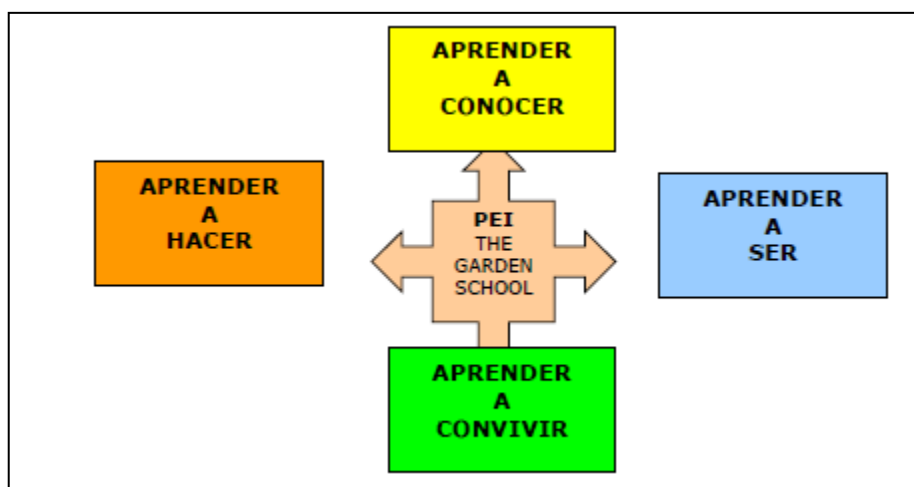 APRENDER
A
CONOCER
APRENDER
A
HACER
PEI
THE
GARDEN
SCHOOL
APRENDER
A
SER
APRENDER
A
CONVIVIR